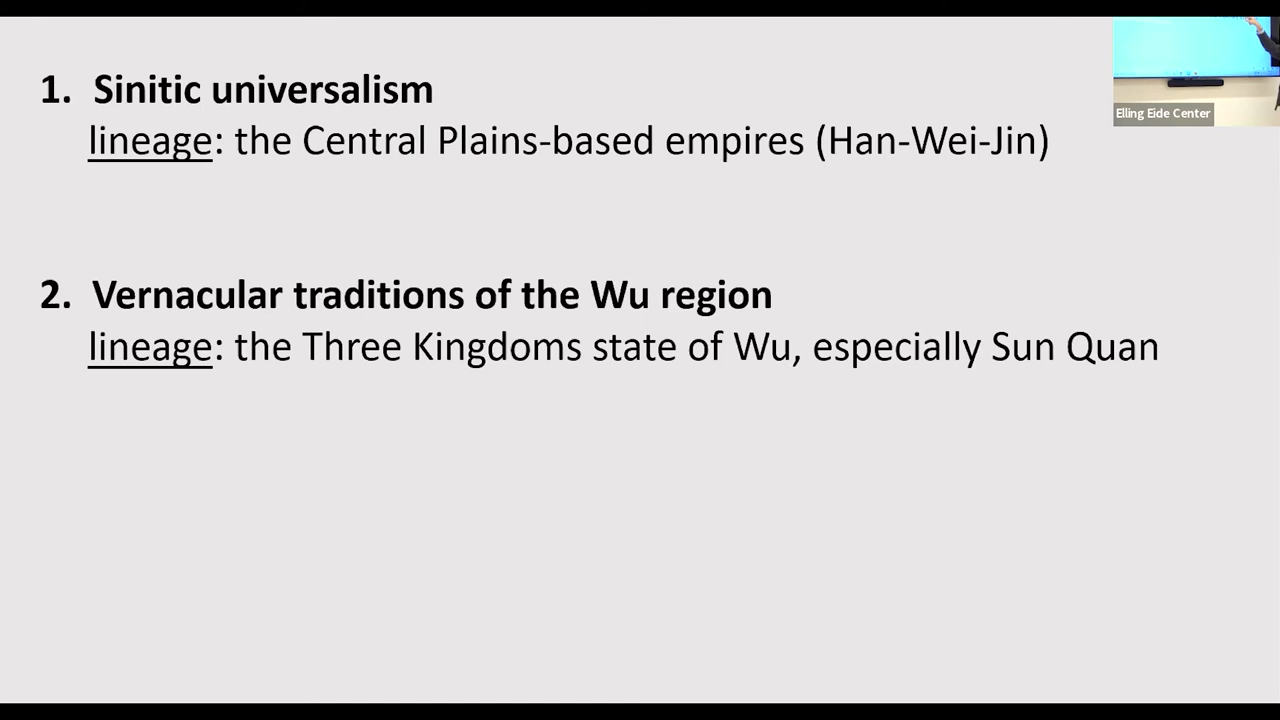 1. Sinitic universalism
lineage: the Central Plains-based empires (Han-Wei-Jin)
Elling Eide Center
2. Vernacular traditions of the Wu region
lineage: the Three Kingdoms state of Wu, especially Sun Quan